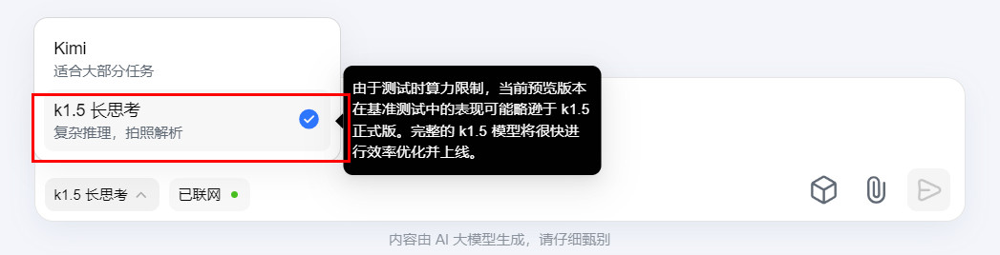 Kimi
适合大部分任务
k1.5 长思考
复杂推理，拍照解析
由于测试时算力限制，当前预览版本
在基准测试中的表现可能略逊于 k1.5
正式版。完整的 k1.5 模型将很快进
行效率优化并上线。
k1.5 长思考
已联网
内容由 AI 大模型生成，请仔细甄别